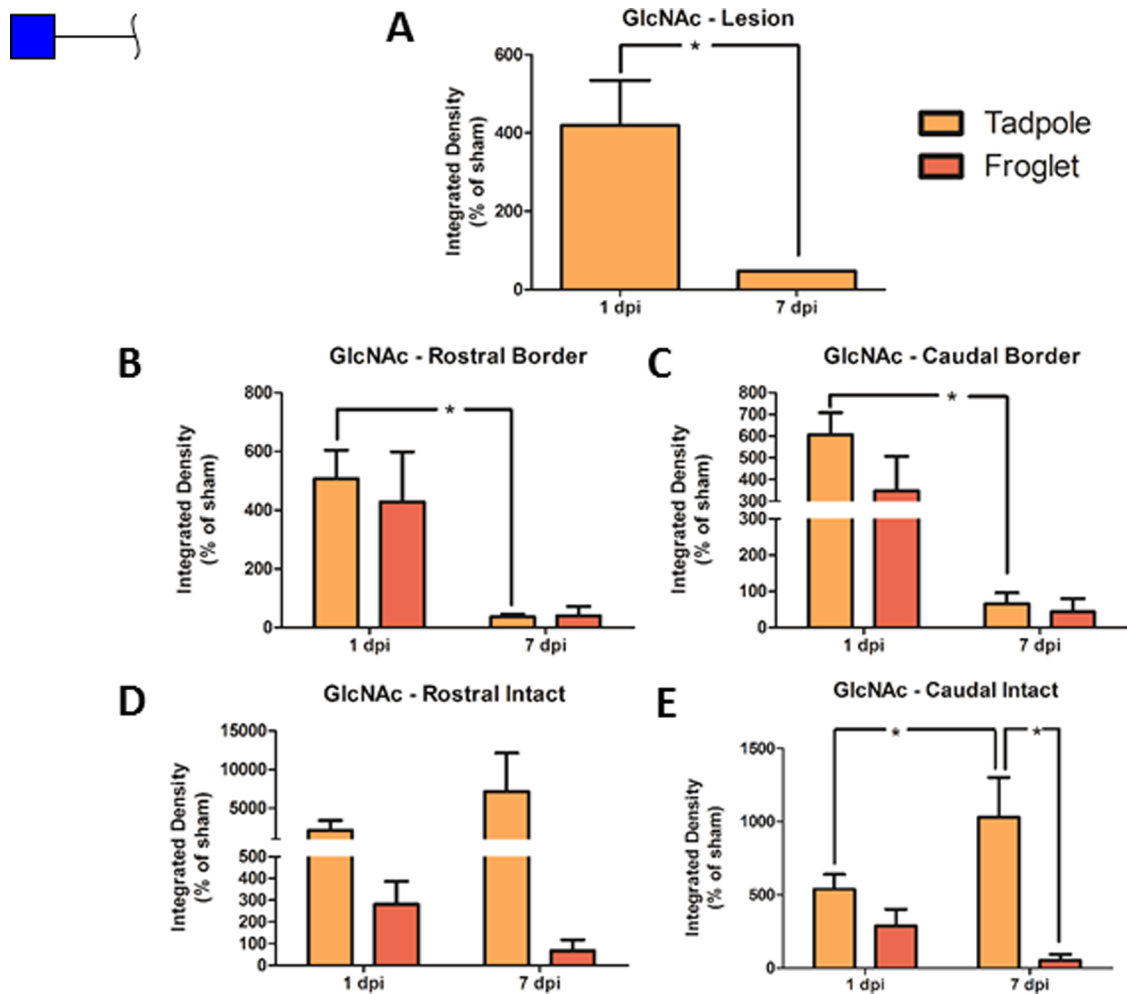 A
GlcNAc - Lesion
Integrated Density
(% of sham)
600
400
200
0
*
1 dpi
7 dpi
Tadpole
Froglet
B
GlcNAc - Rostral Border
Integrated Density
(% of sham)
800
600
400
200
0
*
1 dpi
7 dpi
C
GlcNAc - Caudal Border
Integrated Density
(% of sham)
800
700
600
500
400
300
300
200
100
0
*
1 dpi
7 dpi
D
GlcNAc - Rostral Intact
Integrated Density
(% of sham)
15000
10000
5000
500
400
300
200
100
0
1 dpi
7 dpi
E
GlcNAc - Caudal Intact
Integrated Density
(% of sham)
1500
1000
500
0
*
*
1 dpi
7 dpi